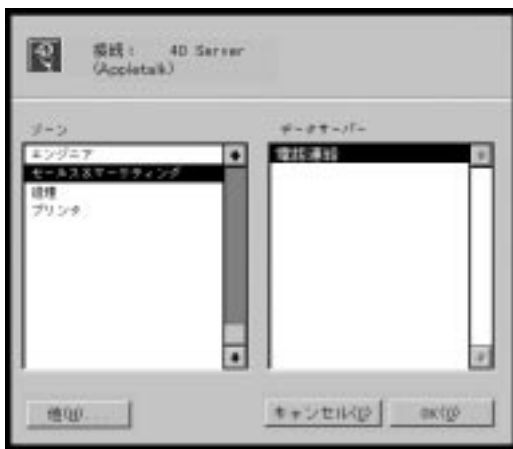 接続： 4D Server
(Appletalk)
ゾーン
データサーバー
エンジニア
セールス&マーケティング
経理
プリンタ
他(W)....
キャンセル(C)
OK(O)